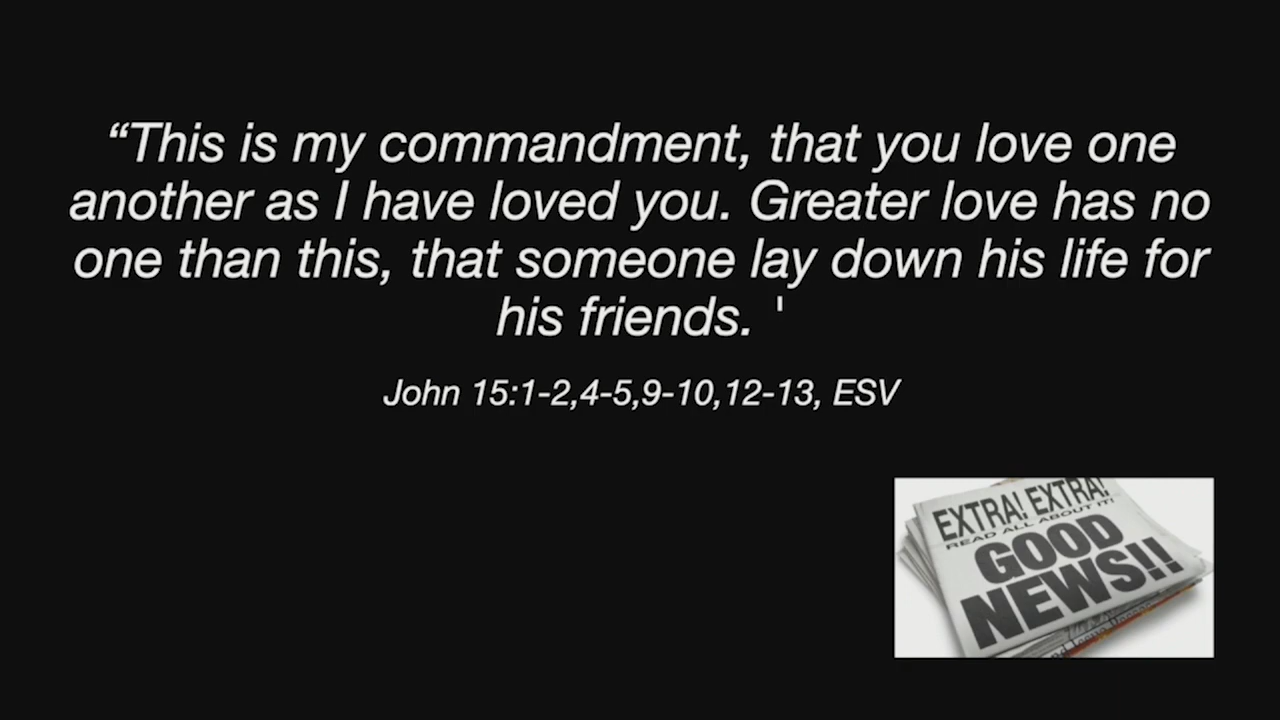 “This is my commandment, that you love one
another as I have loved you. Greater love has no
one than this, that someone lay down his life for
his friends. '
John 15:1-2,4-5,9-10,12-13, ESV
EXTRA! EXTRA!
READ ALL ABOUT IT!
GOOD
NEWS!!